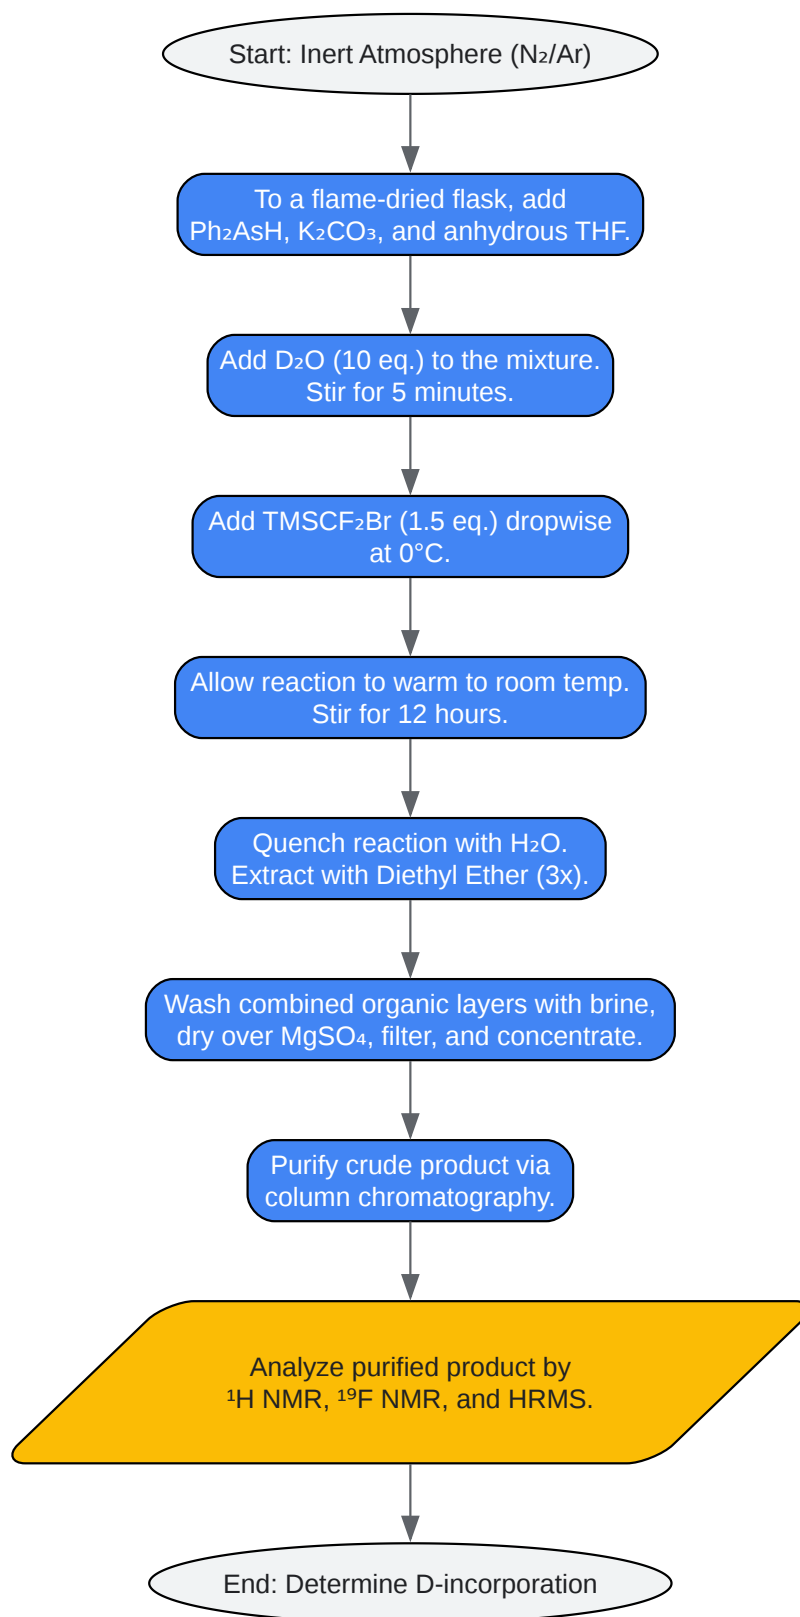 Start: Inert Atmosphere (N₂/Ar)
To a flame-dried flask, add
Ph₂AsH, K₂CO₃, and anhydrous THF.
Add D₂O (10 eq.) to the mixture.
Stir for 5 minutes.
Add TMSCF₂Br (1.5 eq.) dropwise
at 0°C.
Allow reaction to warm to room temp.
Stir for 12 hours.
Quench reaction with H₂O.
Extract with Diethyl Ether (3x).
Wash combined organic layers with brine,
dry over MgSO₄, filter, and concentrate.
Purify crude product via
column chromatography.
Analyze purified product by
¹H NMR, ¹⁹F NMR, and HRMS.
End: Determine D-incorporation